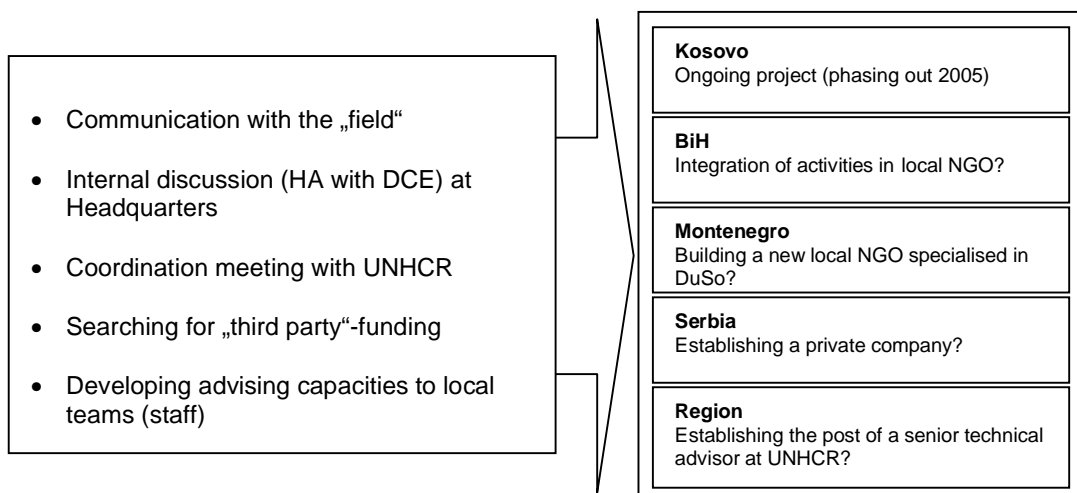 • Communication with the „field“
• Internal discussion (HA with DCE) at
Headquarters
• Coordination meeting with UNHCR
• Searching for „third party“-funding
• Developing advising capacities to local
teams (staff)
Kosovo
Ongoing project (phasing out 2005)
BiH
Integration of activities in local NGO?
Montenegro
Building a new local NGO specialised in
DuSo?
Serbia
Establishing a private company?
Region
Establishing the post of a senior technical
advisor at UNHCR?